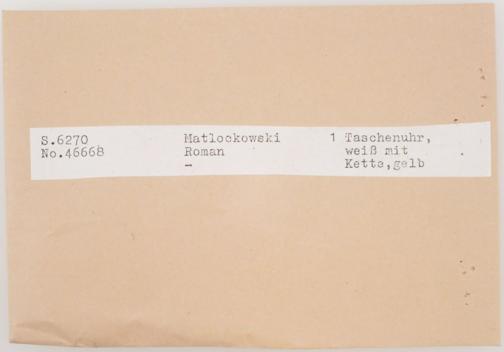 S.6270 Matlockowski 1 Taschenuhr,
No.46668 Roman weiß mit
– Kette,gelb